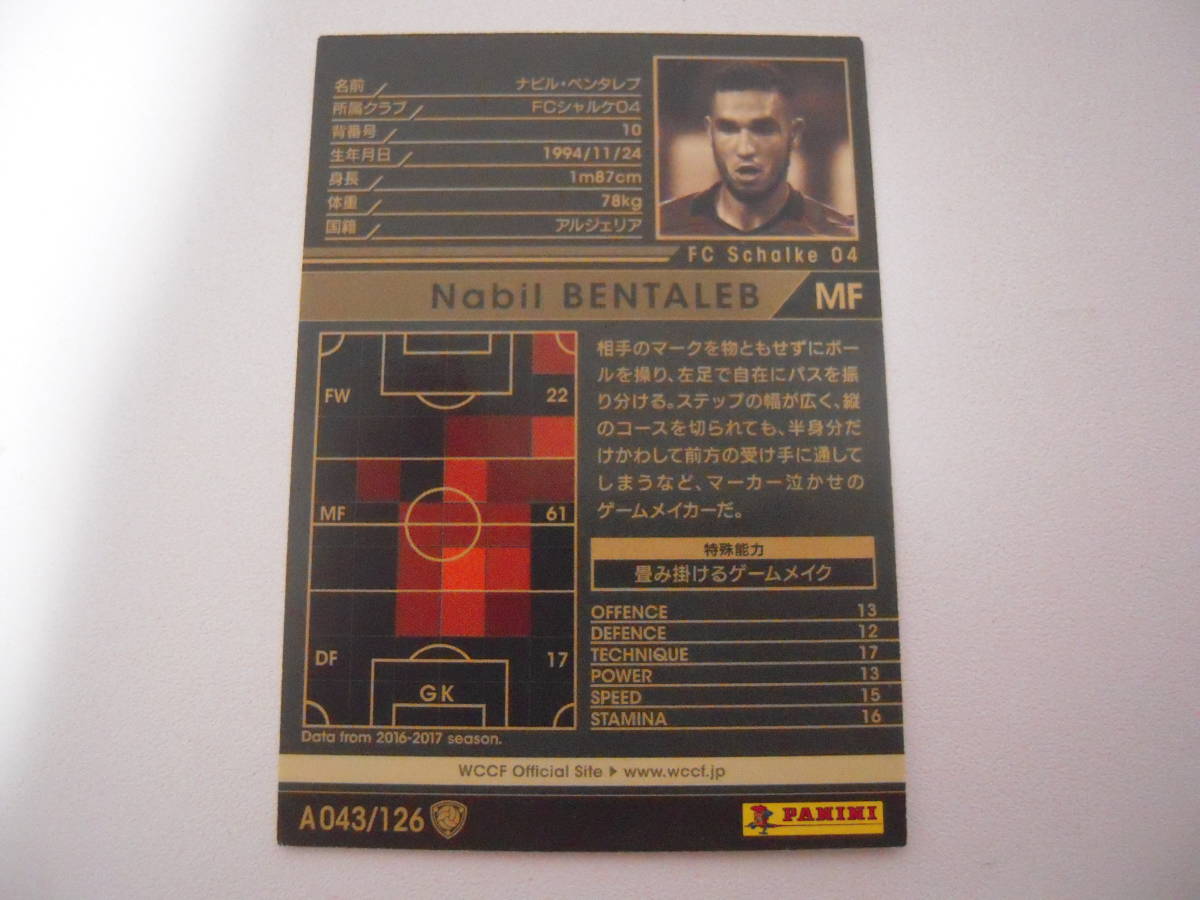 名前 ナビル・ベンタレブ
所属クラブ FCシャルケ04
背番号 10
生年月日 1994/11/24
身長 1m87cm
体重 78kg
国籍 アルジェリア
FC Schalke 04
Nabil BENTALEB MF
FW 22
MF 61
DF 17
GK
Data from 2016-2017 season.
相手のマークを物ともせずにボー
ルを操り、左足で自在にパスを振
り分ける。ステップの幅が広く、縦
のコースを切られても、半身分だ
けかわして前方の受け手に通して
しまうなど、マーカー泣かせの
ゲームメイカーだ。
特殊能力
畳み掛けるゲームメイク
OFFENCE 13
DEFENCE 12
TECHNIQUE 17
POWER 13
SPEED 15
STAMINA 16
WCCF Official Site ▶ www.wccf.jp
A043/126
PANINI